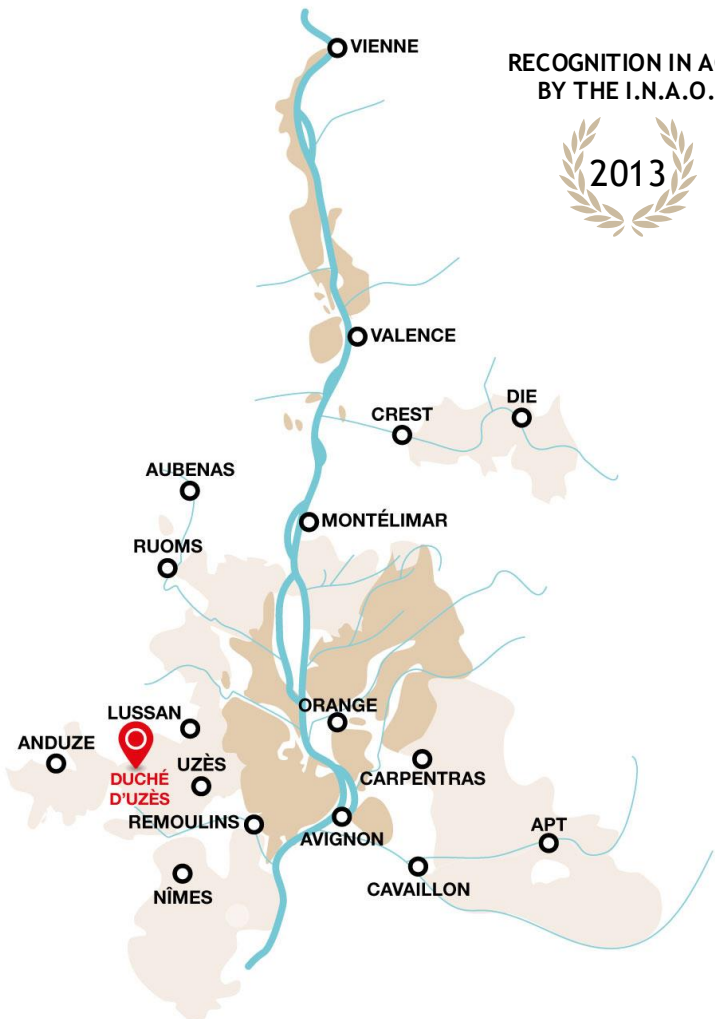 VIENNE
RECOGNITION IN
BY THE I.N.A.O.
2013
VALENCE
DIE
CREST
AUBENAS
MONTÉLIMAR
RUOMS
ORANGE
LUSSAN
ANDUZE
UZÈS
CARPENTRAS
DUCHÉ
D'UZÈS
REMOULINS
AVIGNON
APT
NÎMES
CAVAILLON